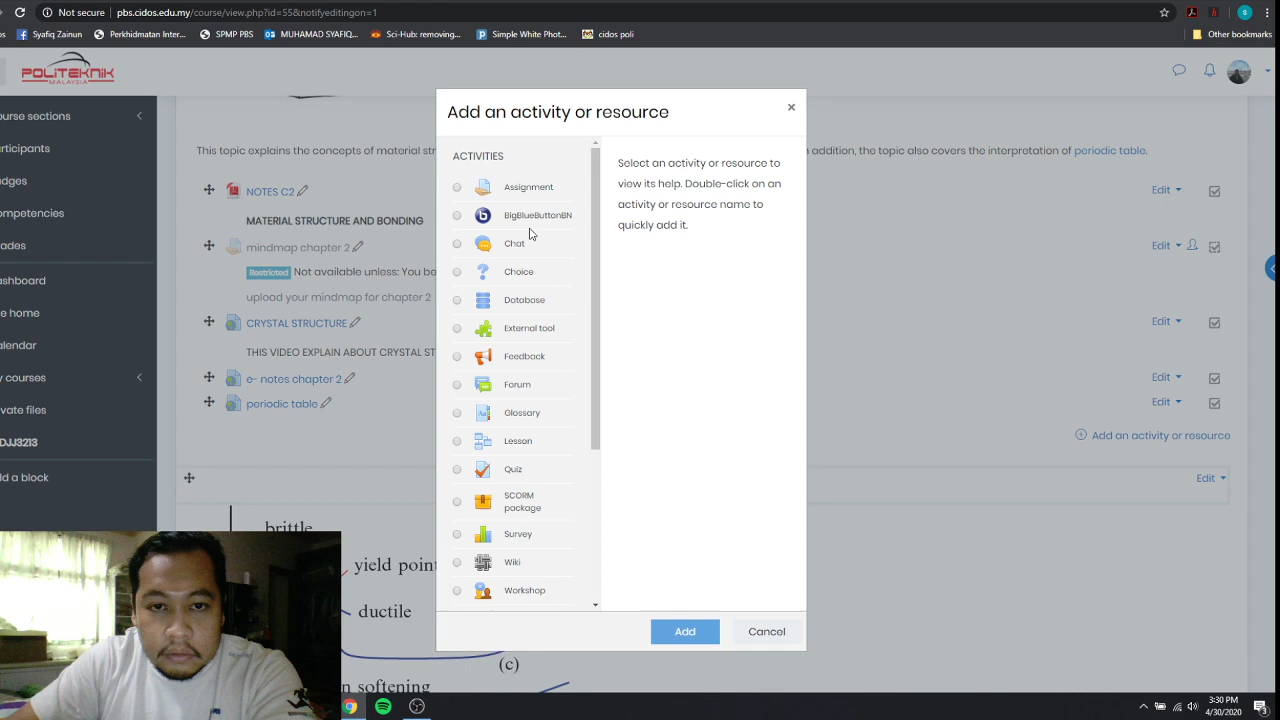 Not Secure | pbs.cidos.edu.my/course/view.php?id=55&notifyediting=1
Syafiq Zainun
Perkhidmatan Inter...
SPMP PBS
MUHAMAD SYAFIQ...
Sci-Hub: removing...
Simple White Phot...
cidos poli
Other bookmarks
POLITEKNIK
MALAYSIA
Add an activity or resource
×
ACTIVITIES
Assignment
BigBlueButtonBN
Chat
Choice
Database
External tool
Feedback
Forum
Glossary
Lesson
Quiz
SCORM
package
Survey
Wiki
Workshop
Select an activity or resource to
view its help. Double-click on an
activity or resource name to
quickly add it.
Add
Cancel
ourse sections
articipants
adges
ompetencies
ades
ashboard
e home
alendar
y courses
vate files
DJJ3213
d a block
This topic explains the concepts of material str
addition, the topic also covers the interpretation of periodic table.
NOTES C2
Edit
MATERIAL STRUCTURE AND BONDING
mindmap chapter 2
Edit
Restricted Not available unless: You be
upload your mindmap for chapter 2
CRYSTAL STRUCTURE
Edit
THIS VIDEO EXPLAIN ABOUT CRYSTAL ST
e- notes chapter 2
Edit
periodic table
Edit
Add an activity or resource
Edit
brittle
yield poin
ductile
(c)
n softening
3:30 PM
4/30/2020
3